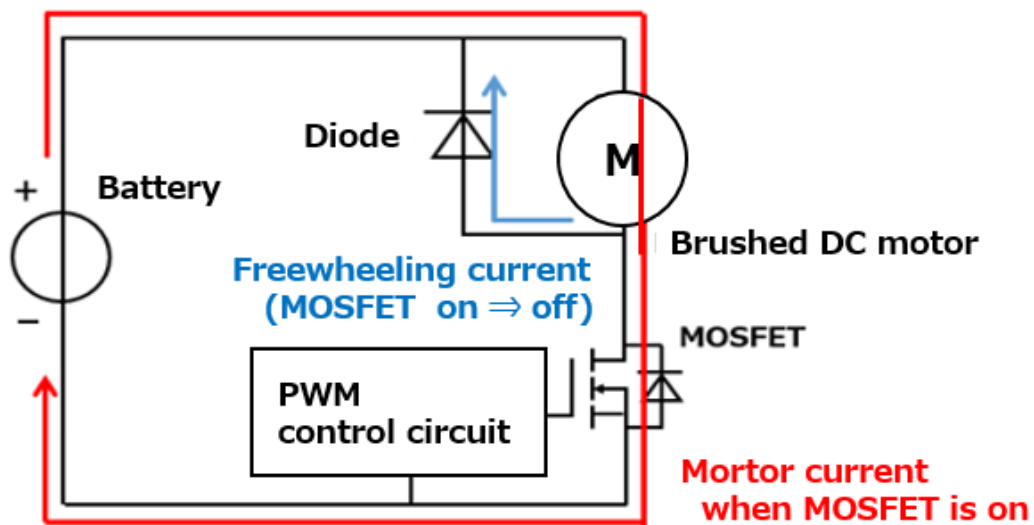 Diode
M
+
Battery
Brushed DC motor
Freewheeling current
(MOSFET on ⇒ off)
−
MOSFET
PWM
control circuit
Mortor current
when MOSFET is on